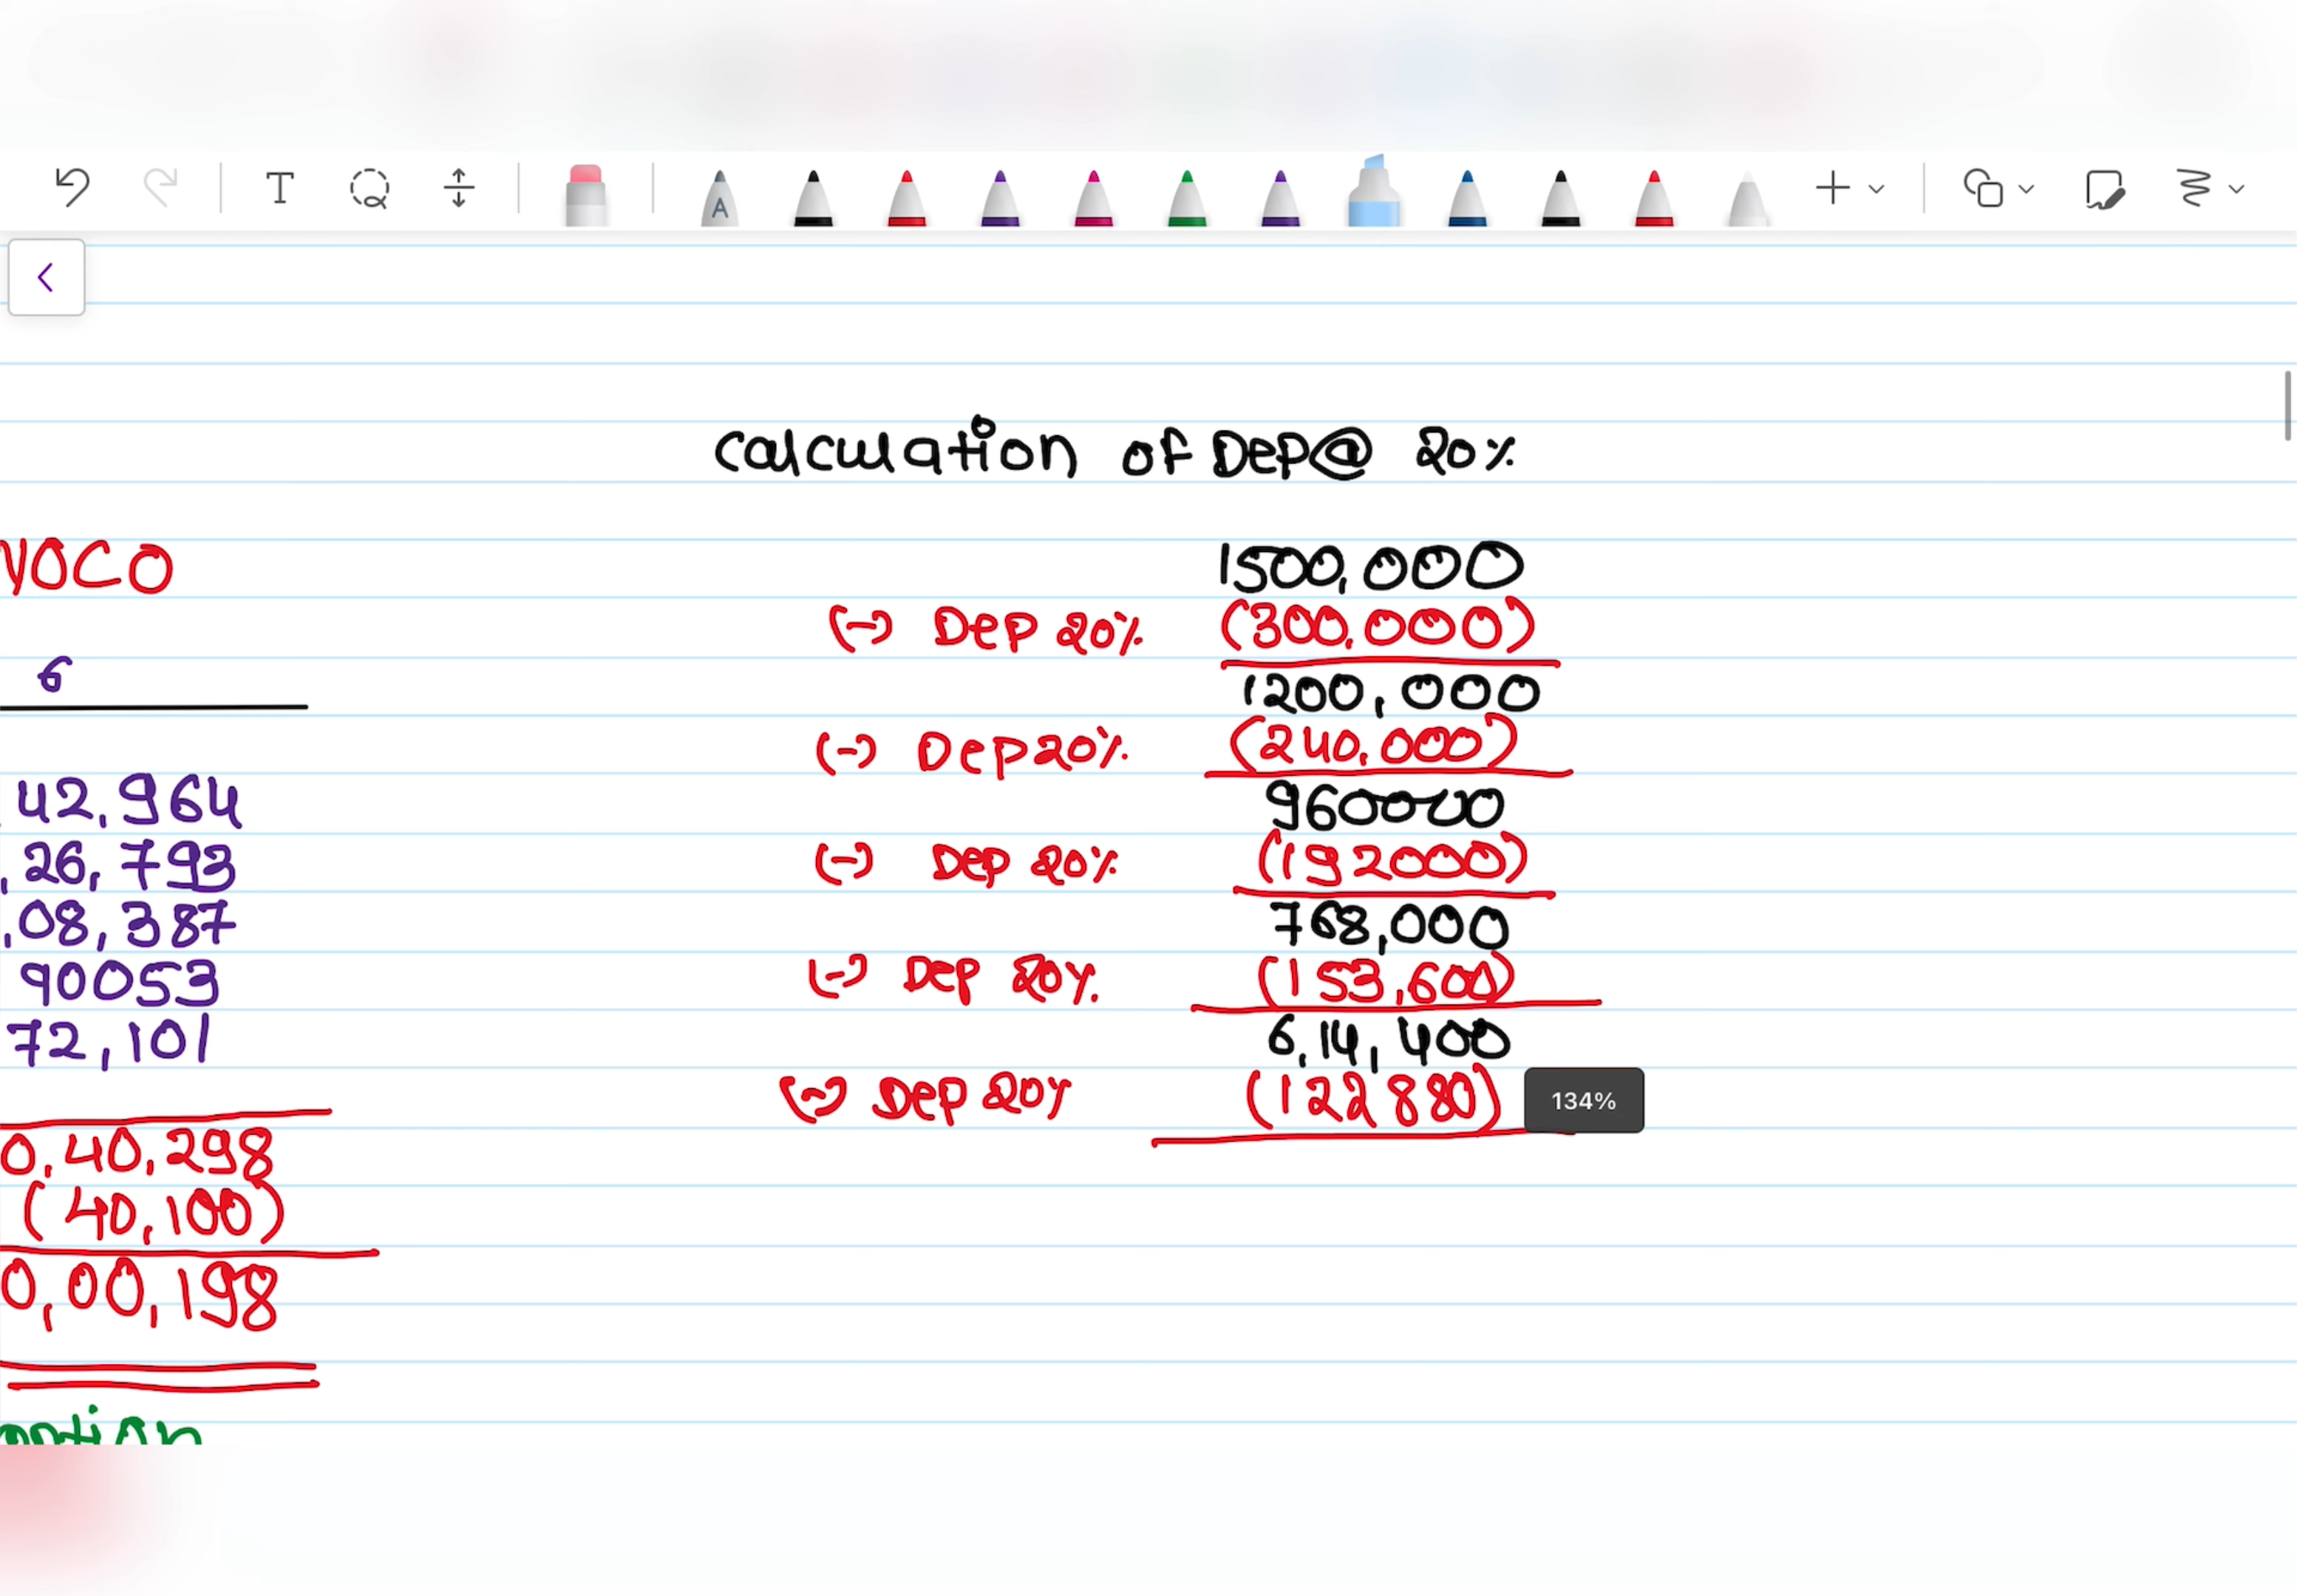 calculation of Dep@ 20%
VOCO
6
42,964
,26,793
,08,387
90053
72,101
0,40,298
(40,100)
0,00,198
1500,000
(-) Dep 20% (300,000)
1200,000
(-) Dep 20% (240,000)
960000
(-) Dep 20% (192000)
768,000
(-) Dep 20% (153,600)
6,14,400
(-) Dep 20% (122880)
134%